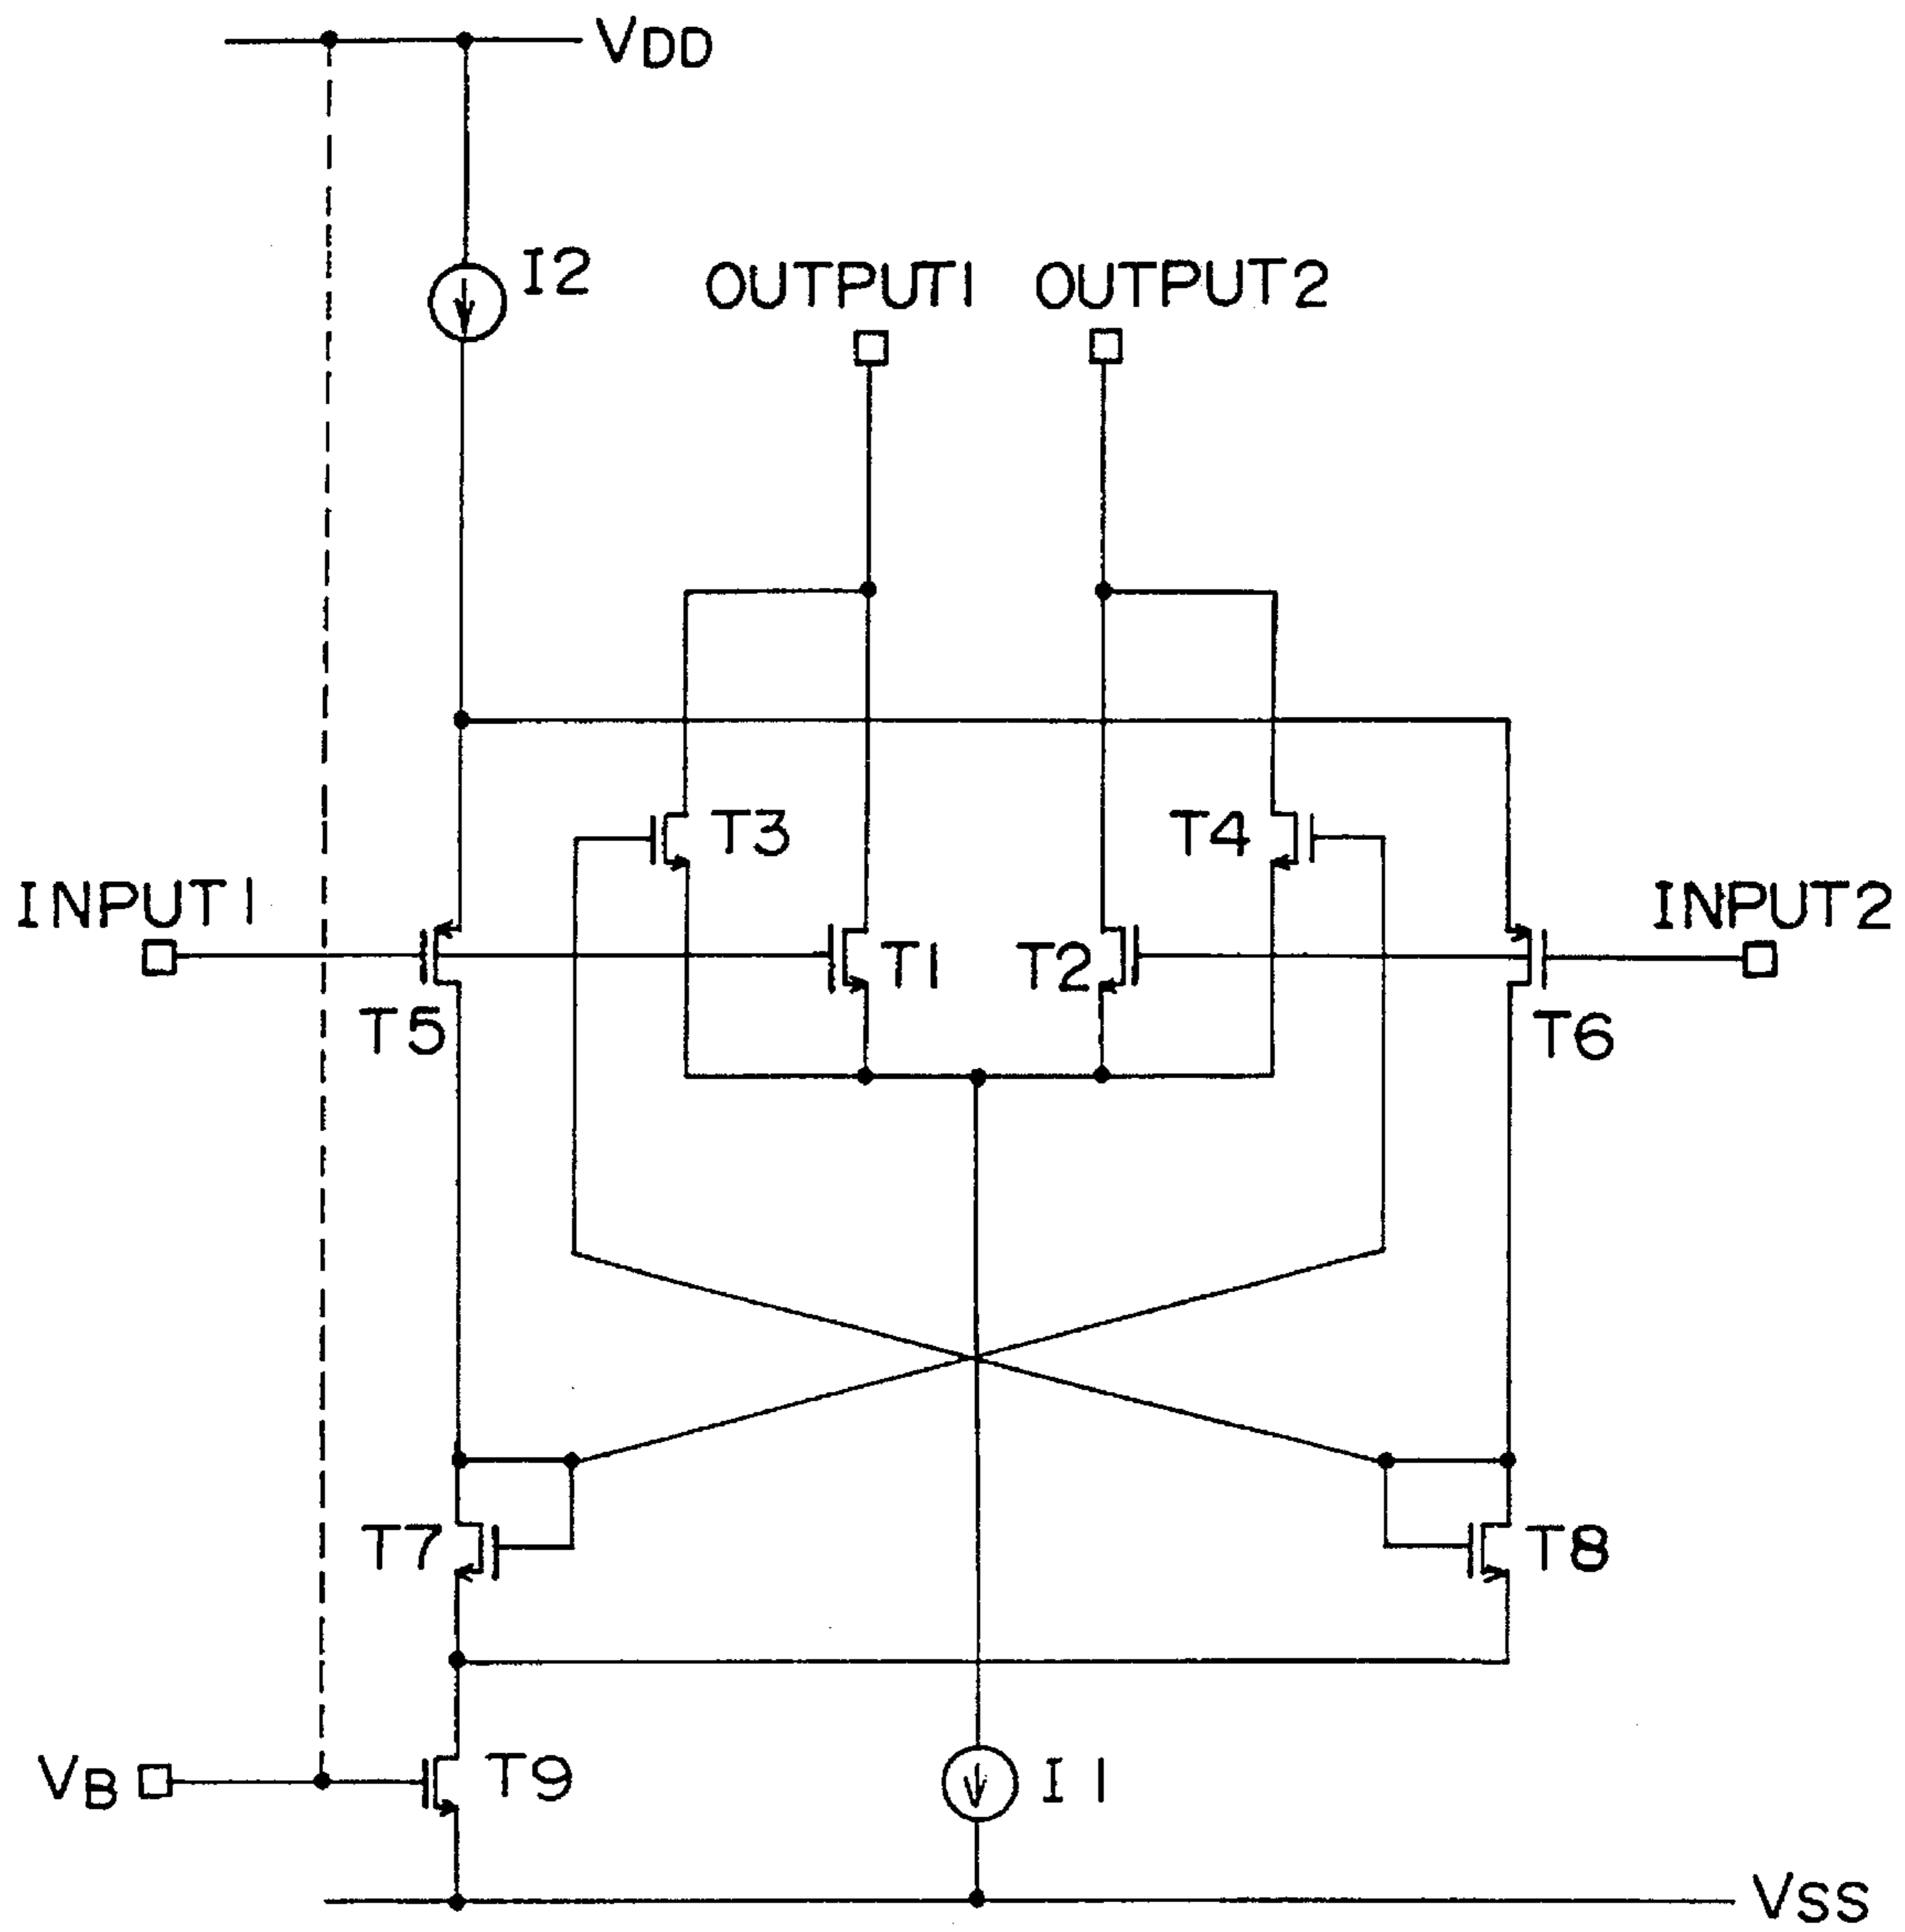 VDD
I2
OUTPUT1 OUTPUT2
T3 T4
INPUT1 INPUT2
T1 T2
T5 T6
T7 T8
VB T9 I1
VSS